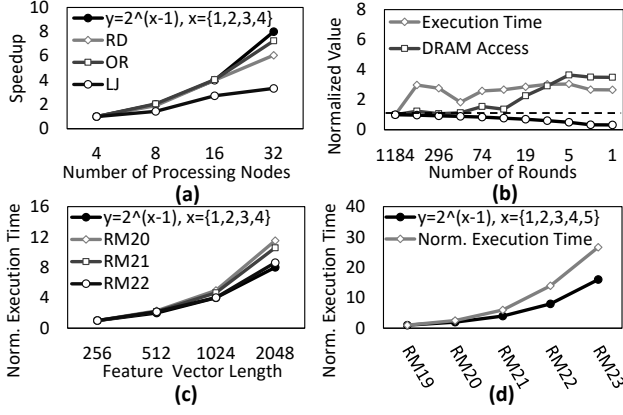 (a)
Speedup
10
8
6
4
2
0
y=2^(x-1), x={1,2,3,4}
RD
OR
LJ
4 8 16 32
Number of Processing Nodes
(b)
Normalized Value
8
6
4
2
0
Execution Time
DRAM Access
1184 296 74 19 5 1
Number of Rounds
(c)
Norm. Execution Time
16
12
8
4
0
y=2^(x-1), x={1,2,3,4}
RM20
RM21
RM22
256 512 1024 2048
Feature Vector Length
(d)
Norm. Execution Time
40
30
20
10
0
y=2^(x-1), x={1,2,3,4,5}
Norm. Execution Time
RM19 RM20 RM21 RM22 RM23